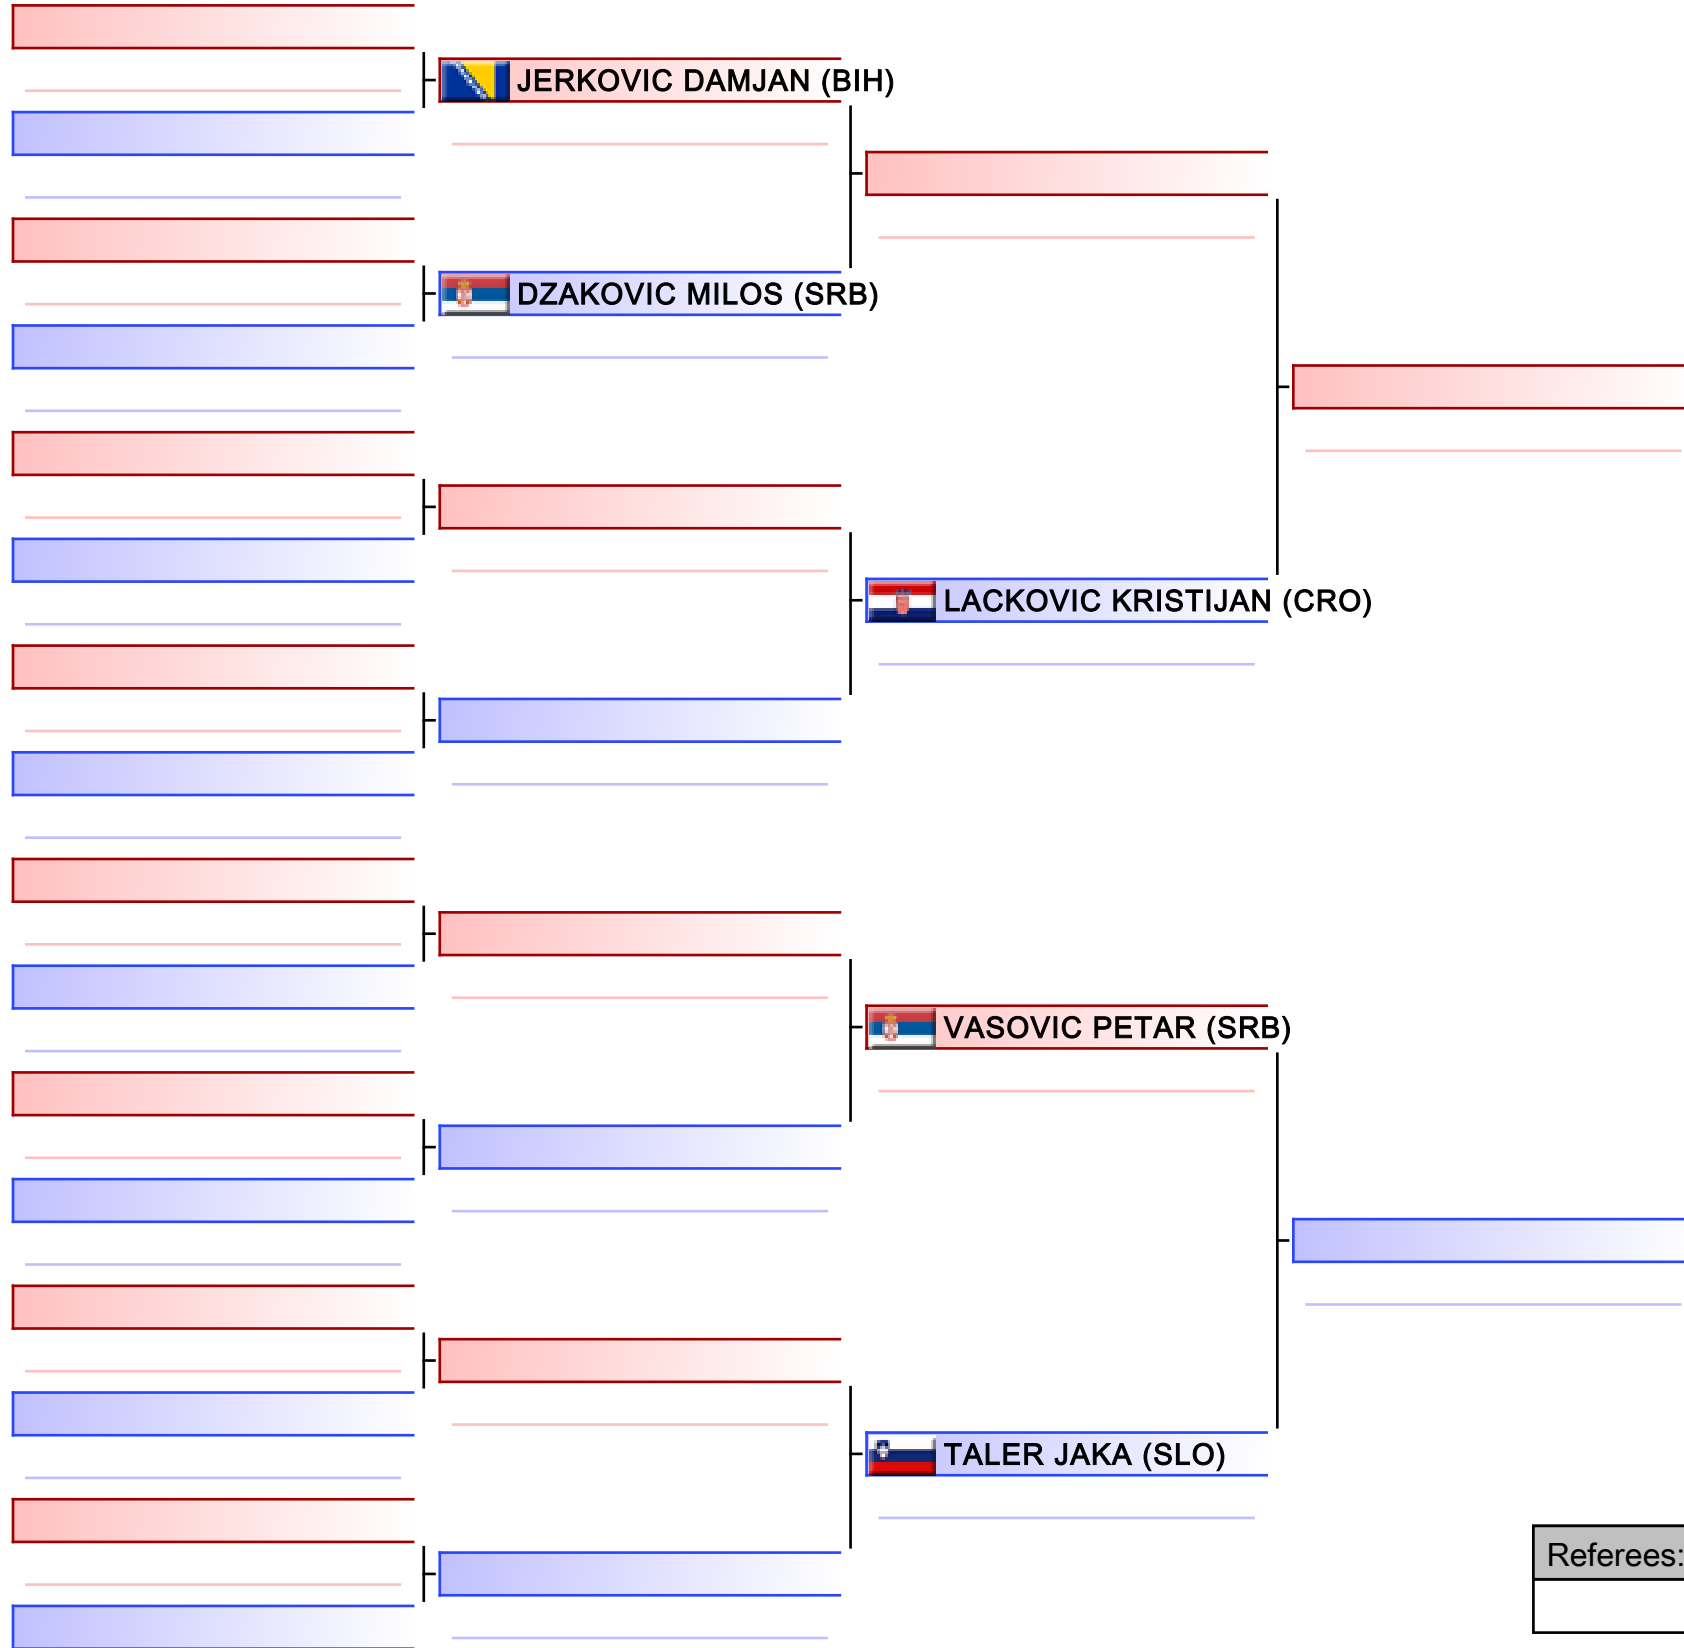 JERKOVIC DAMJAN (BIH)
DZAKOVIC MILOS (SRB)
LACKOVIC KRISTIJAN (CRO)
VASOVIC PETAR (SRB)
TALER JAKA (SLO)
Referees: